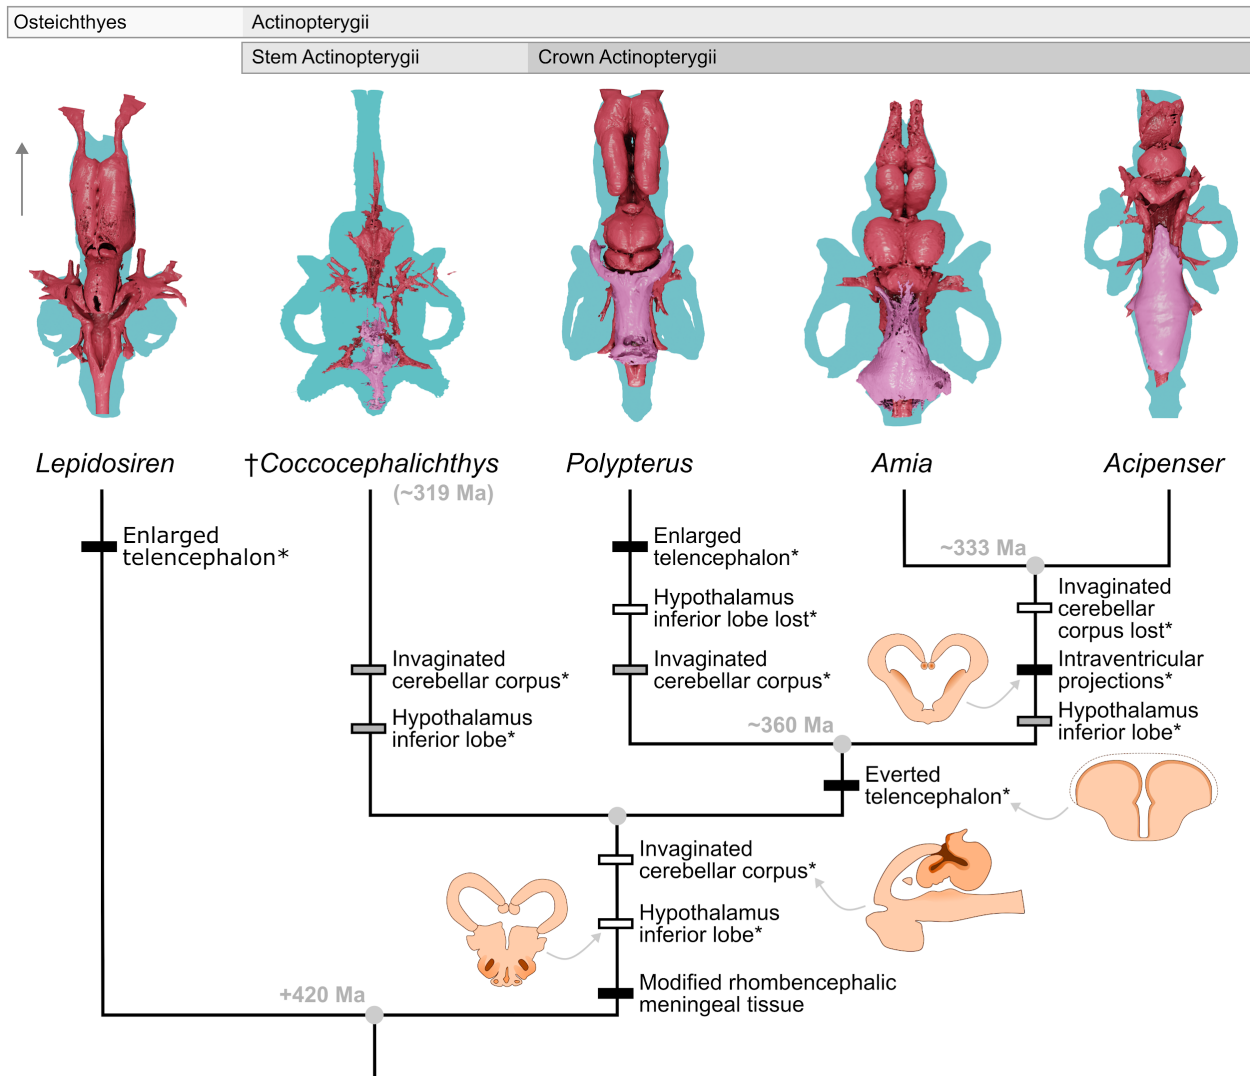 Osteichthyes
Actinopterygii
Stem Actinopterygii
Crown Actinopterygii
Lepidosiren
†Coccocephalichthys
(~319 Ma)
Polypterus
Amia
Acipenser
Enlarged
telencephalon*
Invaginated
cerebellar corpus*
Hypothalamus
inferior lobe*
Enlarged
telencephalon*
Hypothalamus
inferior lobe lost*
Invaginated
cerebellar corpus*
~333 Ma
Invaginated
cerebellar
corpus lost*
Intraventricular
projections*
Hypothalamus
inferior lobe*
~360 Ma
Everted
telencephalon*
Invaginated
cerebellar corpus*
Hypothalamus
inferior lobe*
Modified rhombencephalic
meningeal tissue
+420 Ma